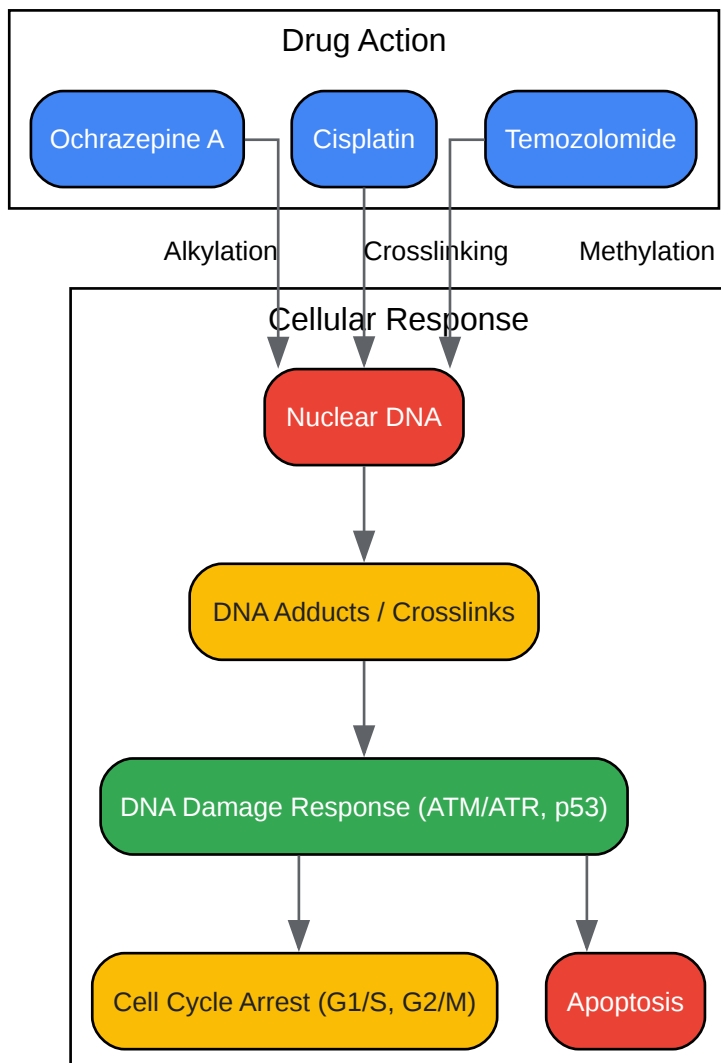 Drug Action
Ochrazepine A
Cisplatin
Temozolomide
Alkylation
Crosslinking
Methylation
Cellular Response
Nuclear DNA
DNA Adducts / Crosslinks
DNA Damage Response (ATM/ATR, p53)
Cell Cycle Arrest (G1/S, G2/M)
Apoptosis